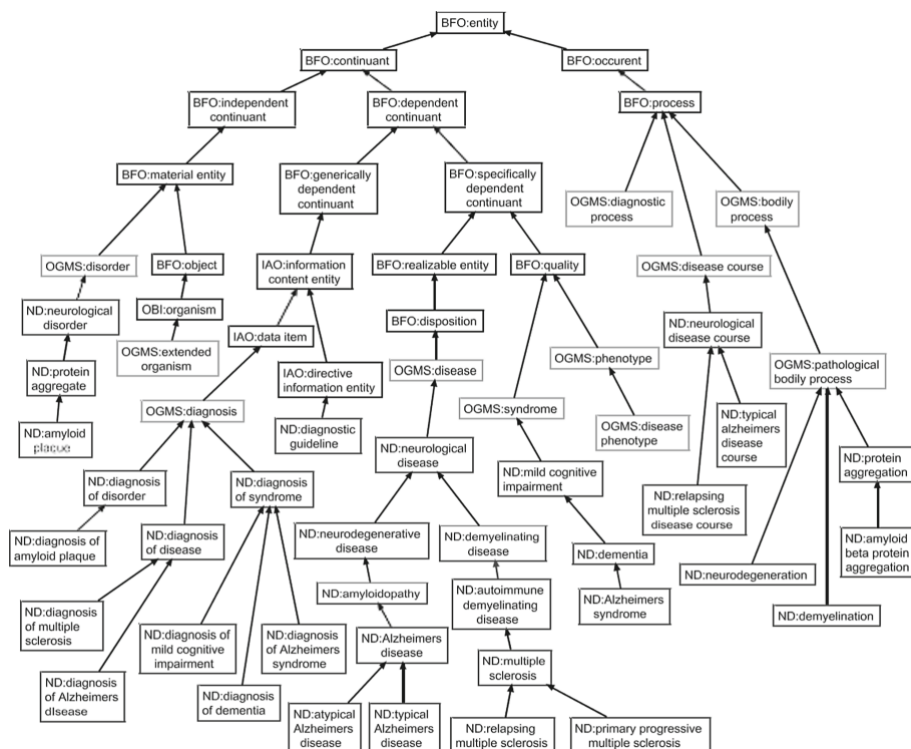 BFO:entity
BFO:continuant
BFO:occurent
BFO:independent
continuant
BFO:dependent
continuant
BFO:process
BFO:material entity
BFO:generically
dependent
continuant
BFO:specifically
dependent
continuant
OGMS:diagnostic
process
OGMS:bodily
process
OGMS:disorder
BFO:object
IAO:information
content entity
BFO:realizable entity
BFO:quality
OGMS:disease course
ND:neurological
disorder
OBI:organism
IAO:data item
BFO:disposition
ND:neurological
disease course
OGMS:extended
organism
OGMS:phenotype
OGMS:pathological
bodily process
ND:protein
aggregate
IAO:directive
information entity
OGMS:disease
OGMS:diagnosis
OGMS:syndrome
ND:typical
alzheimers
disease
course
ND:amyloid
plaque
ND:diagnostic
guideline
OGMS:disease
phenotype
ND:neurological
disease
ND:protein
aggregation
ND:diagnosis
of disorder
ND:diagnosis
of syndrome
ND:mild cognitive
impairment
ND:relapsing
multiple sclerosis
disease course
ND:diagnosis of
amyloid plaque
ND:diagnosis
of disease
ND:neurodegenerative
disease
ND:demyelinating
disease
ND:dementia
ND:amyloid
beta protein
aggregation
ND:neurodegeneration
ND:amyloidopathy
ND:autoimmune
demyelinating
disease
ND:Alzheimers
syndrome
ND:demyelination
ND:diagnosis
of multiple
sclerosis
ND:diagnosis of
mild cognitive
impairment
ND:diagnosis
of Alzheimers
syndrome
ND:Alzheimers
disease
ND:multiple
sclerosis
ND:diagnosis
of Alzheimers
dIsease
ND:diagnosis
of dementia
ND:atypical
Alzheimers
disease
ND:typical
Alzheimers
disease
ND:relapsing
multiple sclerosis
ND:primary progressive
multiple sclerosis